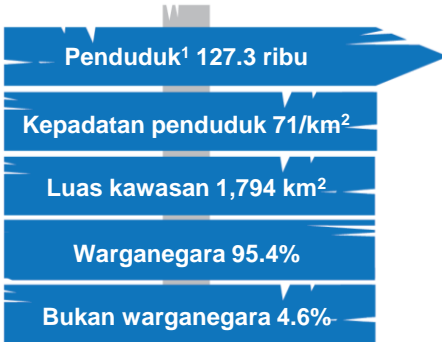 Penduduk¹ 127.3 ribu
Kepadatan penduduk 71/km²
Luas kawasan 1,794 km²
Warganegara 95.4%
Bukan warganegara 4.6%